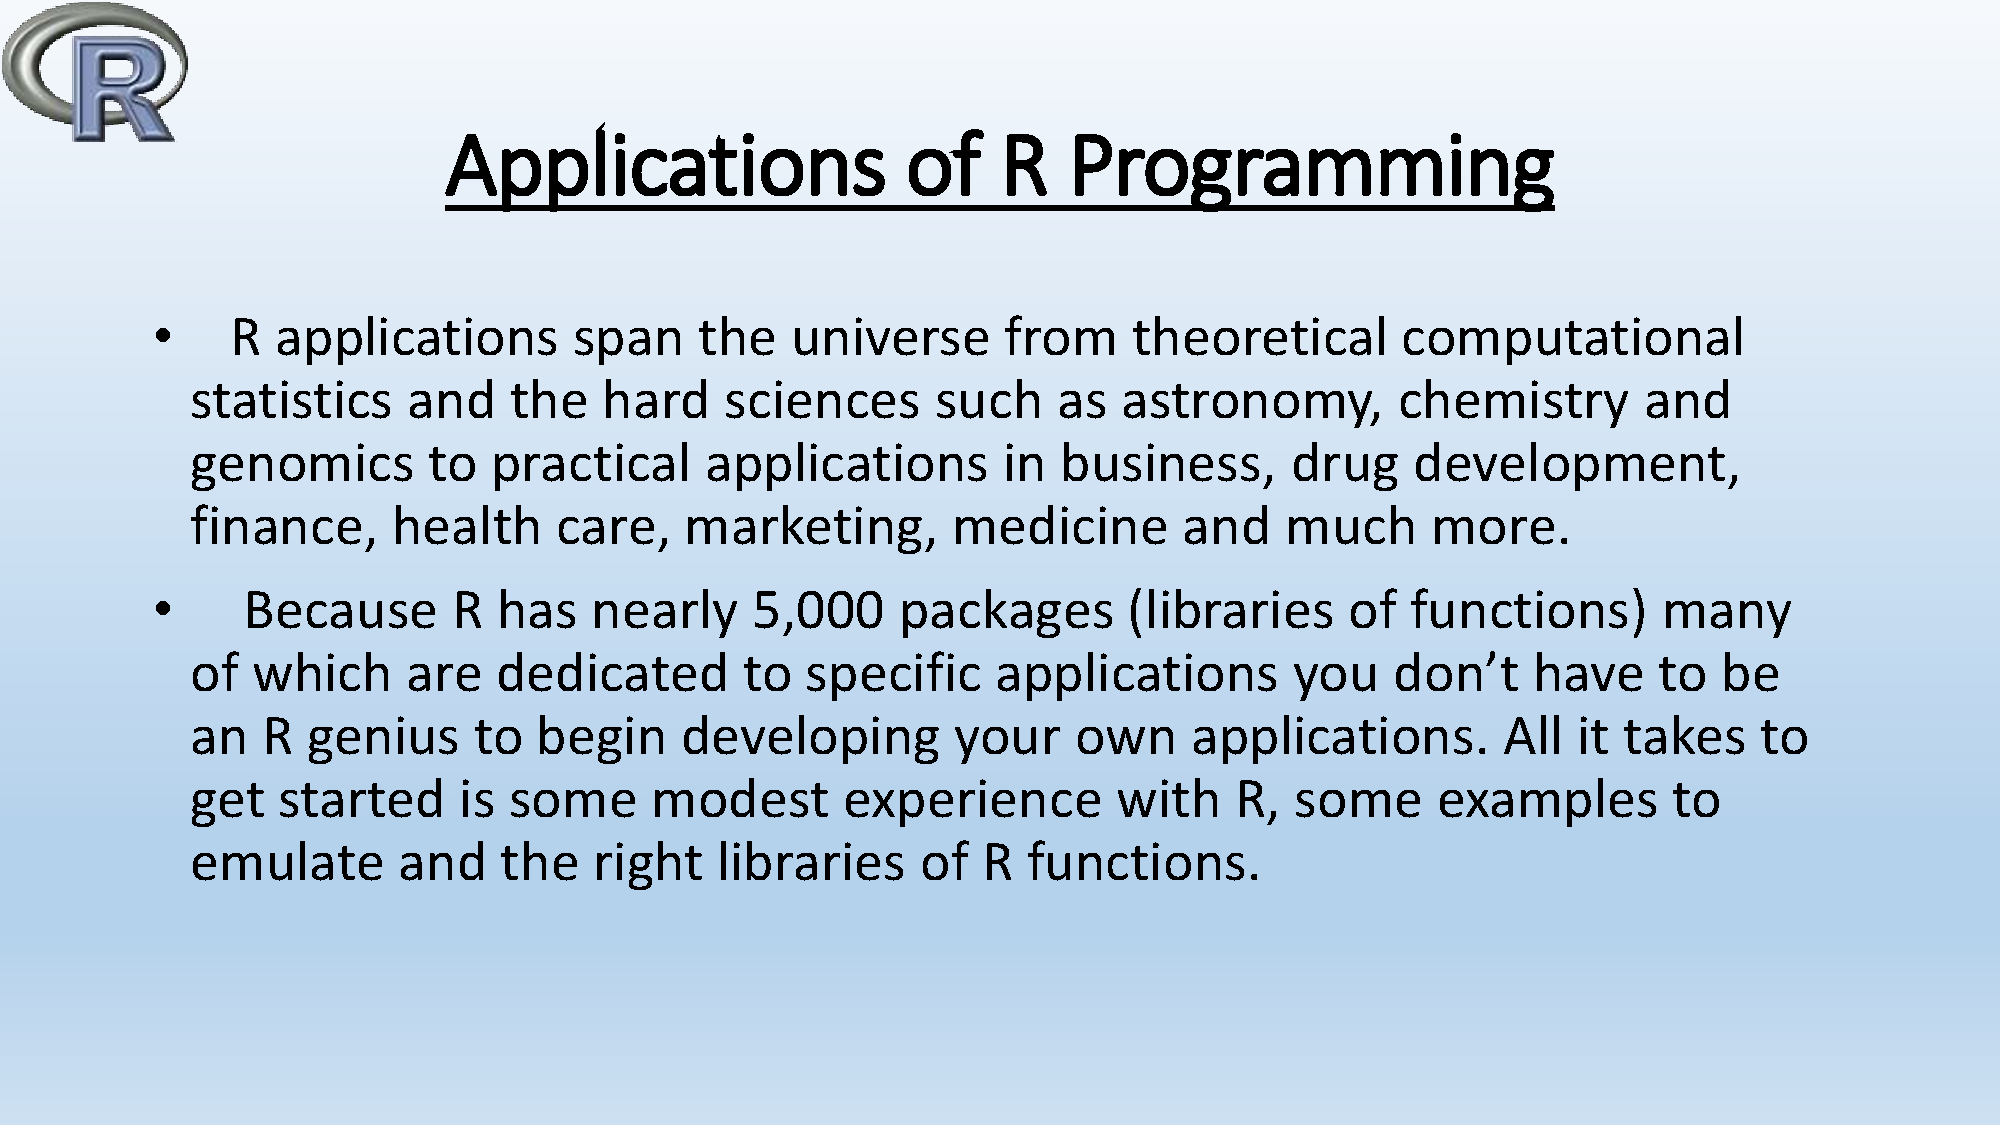 R
Applications of R Programming
• R applications span the universe from theoretical computational
statistics and the hard sciences such as astronomy, chemistry and
genomics to practical applications in business, drug development,
finance, health care, marketing, medicine and much more.
• Because R has nearly 5,000 packages (libraries of functions) many
of which are dedicated to specific applications you don’t have to be
an R genius to begin developing your own applications. All it takes to
get started is some modest experience with R, some examples to
emulate and the right libraries of R functions.